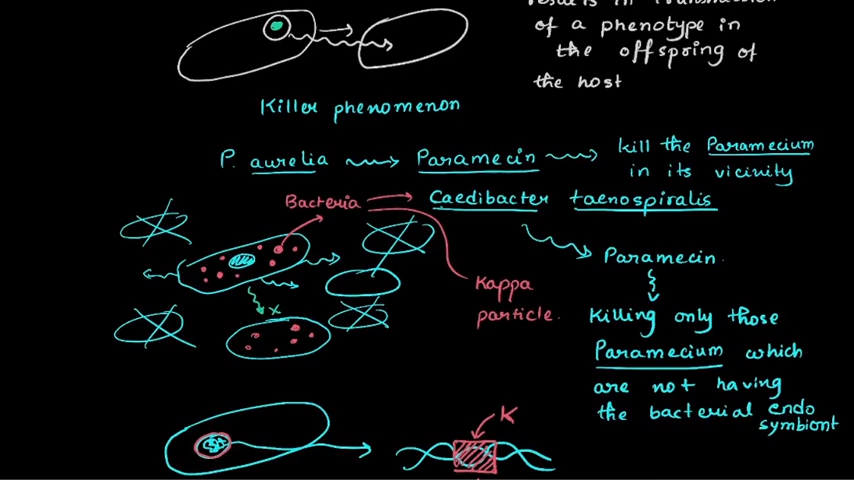 of a phenotype in
the offspring of
the host
Killer phenomenon
P. aurelia Paramecin kill the Paramecium
in its vicinity
Bacteria Caedibacter taenospiralis
Paramecin.
Kappa
particle.
Killing only those
Paramecium which
are not having
the bacterial endo
symbiont
x
K